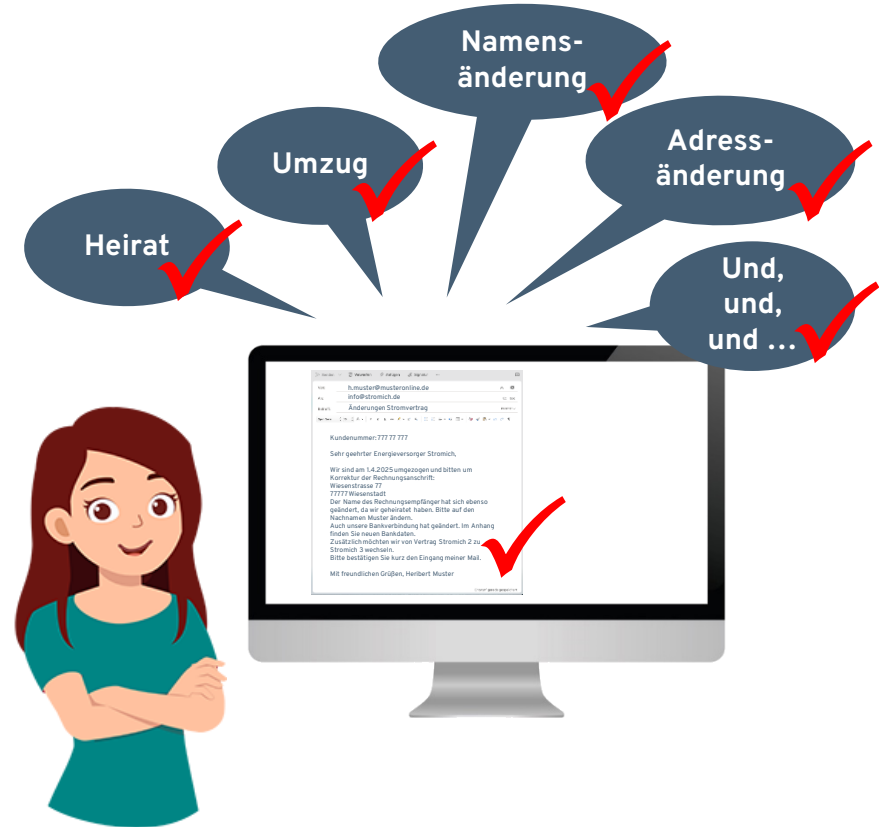 Namens-
änderung
Adress-
änderung
Umzug
Heirat
Und,
und,
und ...
h.muster@musteronline.de
info@stromich.de
Änderungen Stromvertrag
Kundenummer: 777 77 777
Sehr geehrter Energieversorger Stromich,
Wir sind am 1.4.2025 umgezogen und bitten um
Korrektur der Rechnungsanschrift:
Wiesenstrasse 77
77777 Wiesenstadt
Der Name des Rechnungsempfänger hat sich ebenso
geändert, da wir geheiratet haben. Bitte auf den
Nachnamen Muster ändern.
Auch unsere Bankverbindung hat geändert. Im Anhang
finden Sie neuen Bankdaten.
Zusätzlich möchten wir von Vertrag Stromich 2 zu
Stromich 3 wechseln.
Bitte bestätigen Sie kurz den Eingang meiner Mail.
Mit freundlichen Grüßen, Heribert Muster